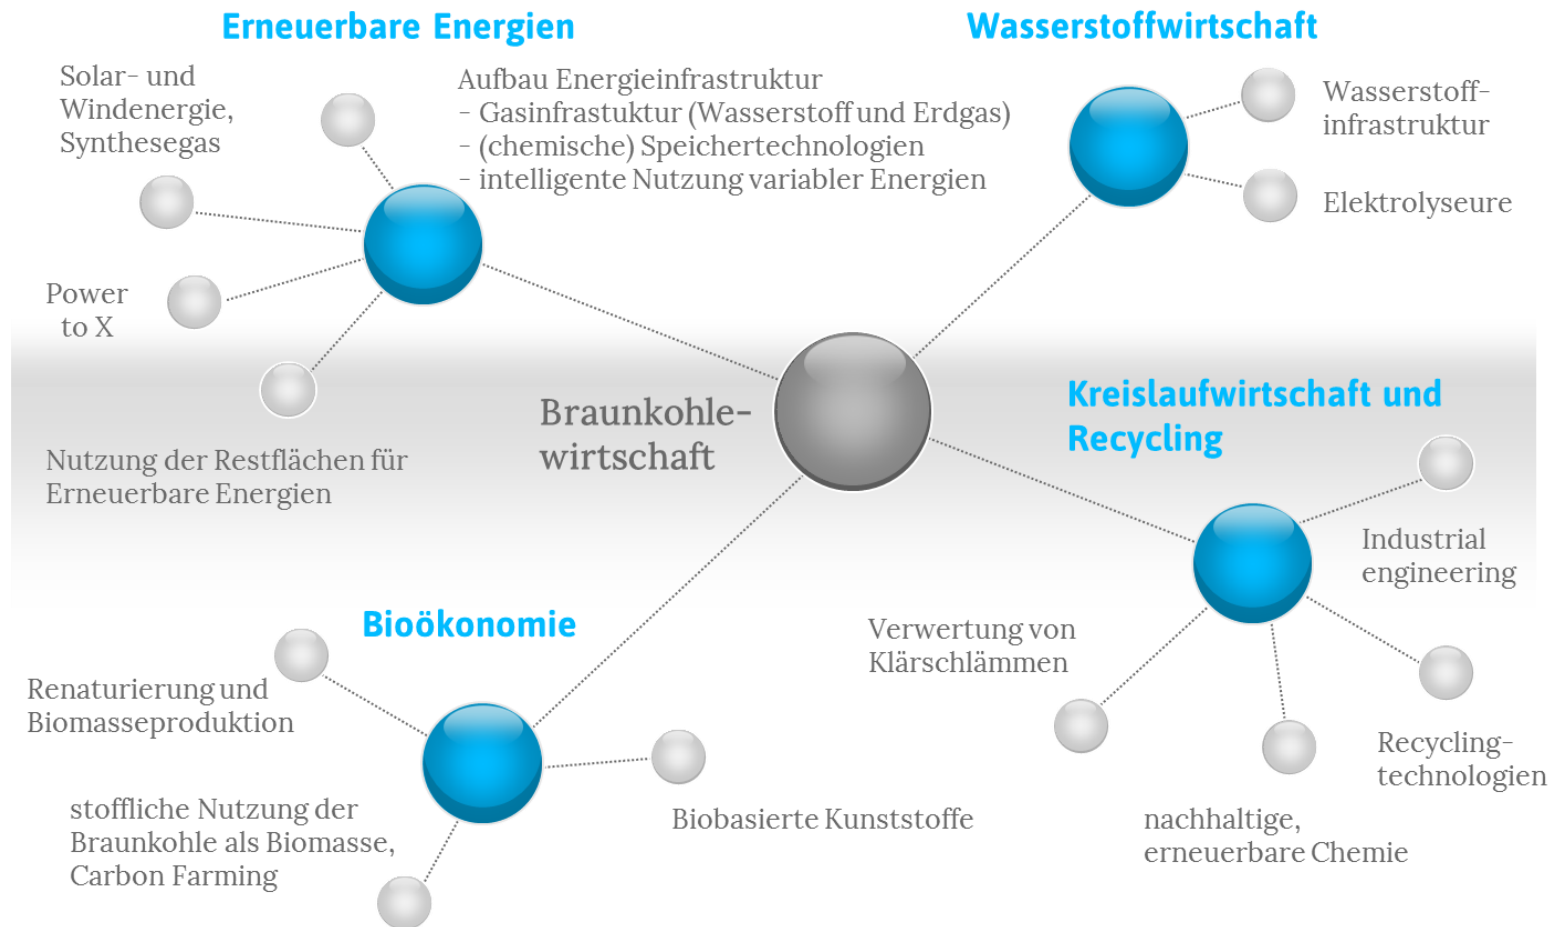 Erneuerbare Energien
Solar- und
Windenergie,
Synthesegas
Aufbau Energieinfrastruktur
- Gasinfrastuktur (Wasserstoff und Erdgas)
- (chemische) Speichertechnologien
- intelligente Nutzung variabler Energien
Power
to X
Nutzung der Restflächen für
Erneuerbare Energien
Wasserstoffwirtschaft
Wasserstoff-
infrastruktur
Elektrolyseure
Braunkohle-
wirtschaft
Kreislaufwirtschaft und
Recycling
Industrial
engineering
Verwertung von
Klärschlämmen
Recycling-
technologien
nachhaltige,
erneuerbare Chemie
Bioökonomie
Renaturierung und
Biomasseproduktion
stoffliche Nutzung der
Braunkohle als Biomasse,
Carbon Farming
Biobasierte Kunststoffe